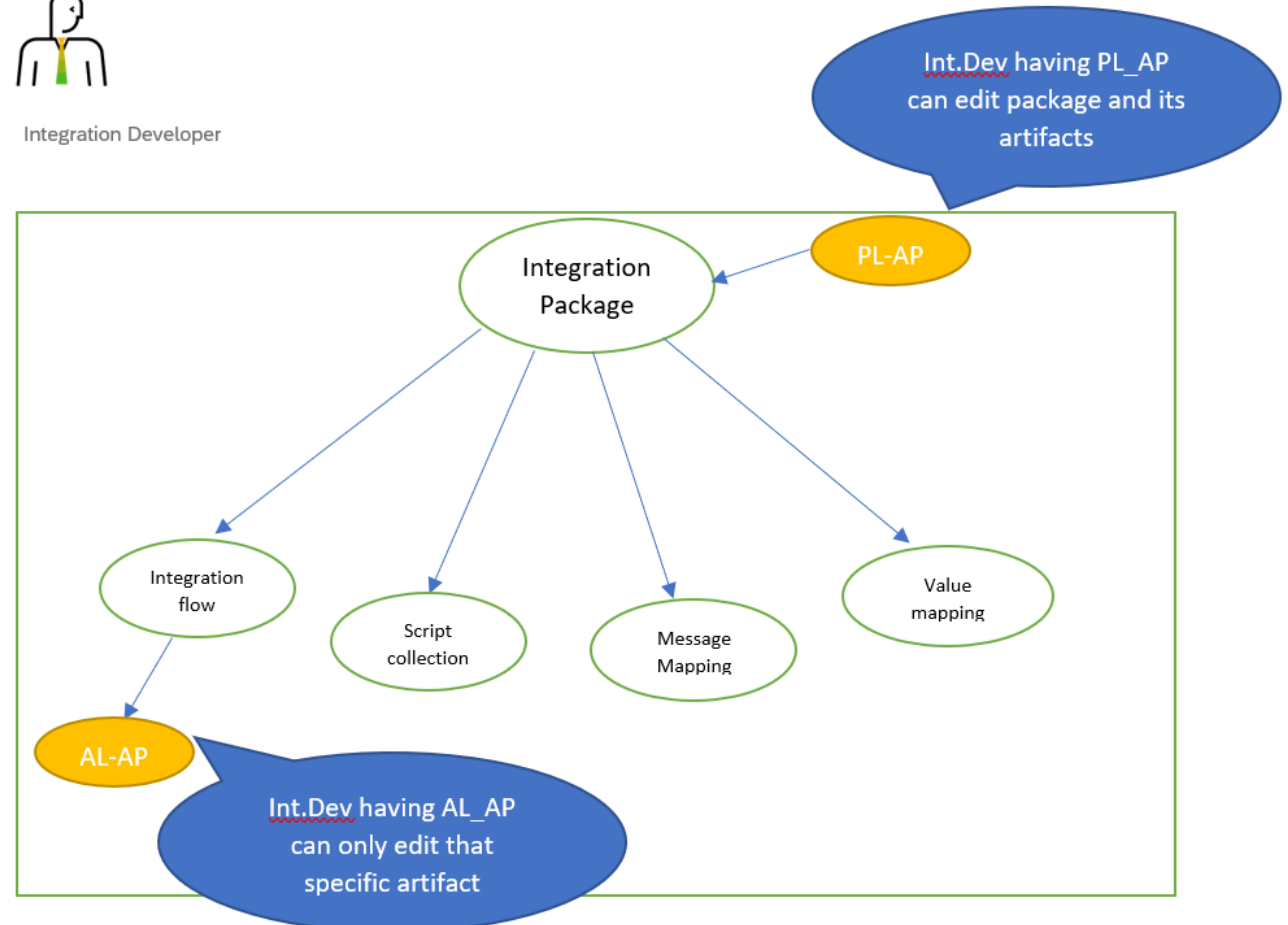 Integration Developer
Int.Dev having PL_AP
can edit package and its
artifacts
Integration
Package
PL-AP
Integration
flow
Script
collection
Message
Mapping
Value
mapping
AL-AP
Int.Dev having AL_AP
can only edit that
specific artifact